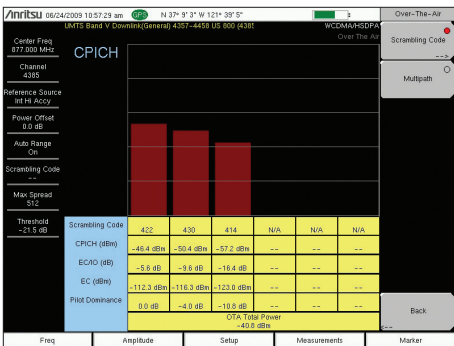 Anritsu 06/24/2009 10:57:29 am GPS N 37° 9' 3" W 121° 39' 5"
Over-The-Air
UMTS Band V Downlink(General) 4357-4458 US 800 (438! WCDMA/HSDPA
Over The Air
Center Freq
877.000 MHz
Channel
4385
Reference Source
Int Hi Accy
Power Offset
0.0 dB
Auto Range
On
Scrambling Code
--
Max Spread
512
Threshold
-21.5 dB
CPICH
Scrambling Code 422 430 414 N/A N/A N/A
CPICH (dBm) -46.4 dBm -50.4 dBm -57.2 dBm -- -- --
EC/IO (dB) -5.6 dB -9.6 dB -16.4 dB -- -- --
EC (dBm) -112.3 dBm -116.3 dBm -123.0 dBm -- -- --
Pilot Dominance 0.0 dB -4.0 dB -10.8 dB -- -- --
OTA Total Power
-40.8 dBm
Scrambling Code
-->
Multipath
Back
<--
Freq Amplitude Setup Measurements Marker